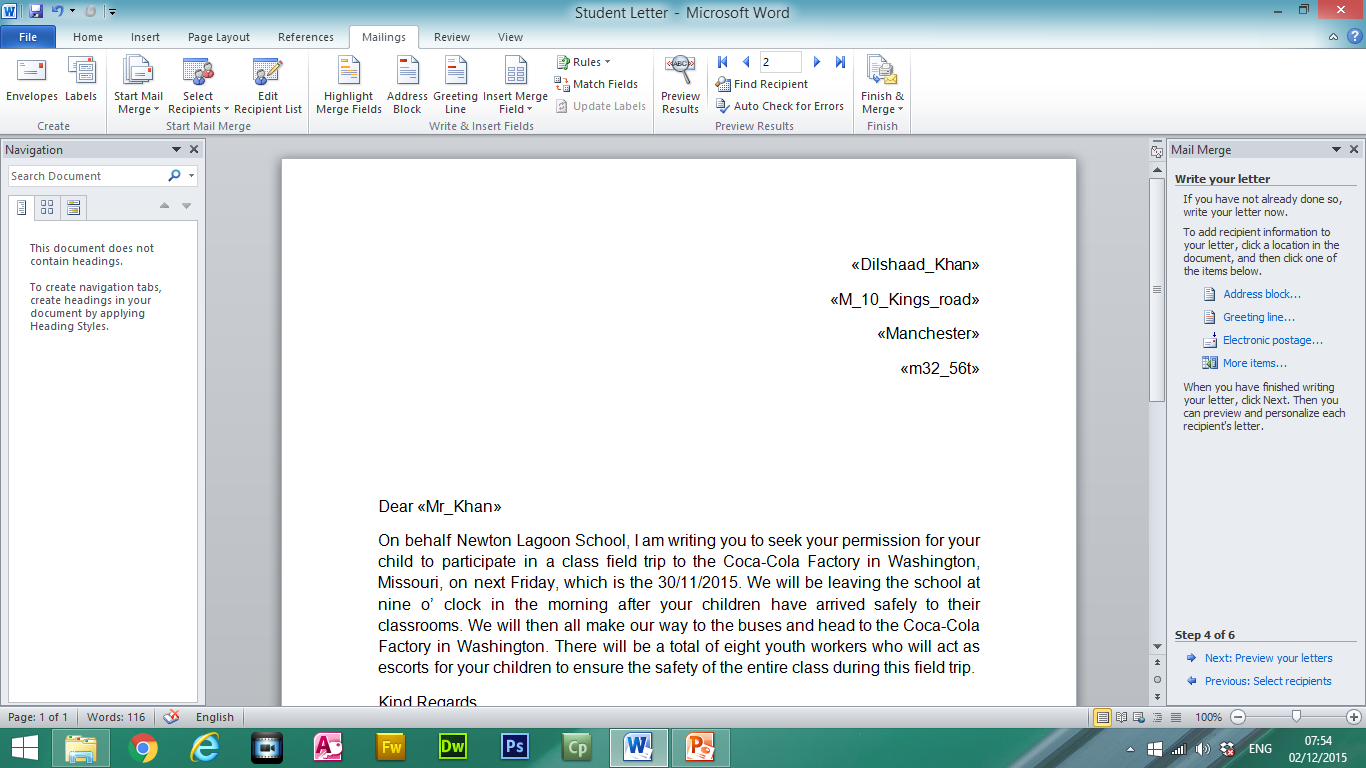 Student Letter - Microsoft Word
File Home Insert Page Layout References Mailings Review View
Envelopes Labels
Create
Start Mail Merge Select Recipients Edit Recipient List
Start Mail Merge
Highlight Merge Fields Address Block Greeting Line Insert Merge Field
Rules
Match Fields
Update Labels
Write & Insert Fields
Preview Results
2
Find Recipient
Auto Check for Errors
Preview Results
Finish & Merge
Finish
Navigation
Search Document
This document does not
contain headings.
To create navigation tabs,
create headings in your
document by applying
Heading Styles.
«Dilshaad_Khan»
«M_10_Kings_road»
«Manchester»
«m32_56t»
Dear «Mr_Khan»
On behalf Newton Lagoon School, I am writing you to seek your permission for your
child to participate in a class field trip to the Coca-Cola Factory in Washington,
Missouri, on next Friday, which is the 30/11/2015. We will be leaving the school at
nine o’ clock in the morning after your children have arrived safely to their
classrooms. We will then all make our way to the buses and head to the Coca-Cola
Factory in Washington. There will be a total of eight youth workers who will act as
escorts for your children to ensure the safety of the entire class during this field trip.
Kind Regards
Mail Merge
Write your letter
If you have not already done so,
write your letter now.
To add recipient information to
your letter, click a location in the
document, and then click one of
the items below.
Address block...
Greeting line...
Electronic postage...
More items...
When you have finished writing
your letter, click Next. Then you
can preview and personalize each
recipient's letter.
Step 4 of 6
Next: Preview your letters
Previous: Select recipients
Page: 1 of 1 Words: 116 English 100%
A Fw Dw Ps Cp W P
ENG 07:54
02/12/2015